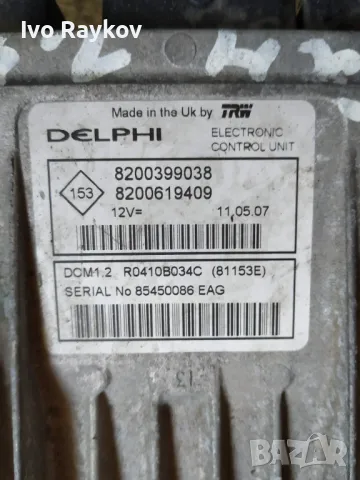 Ivo Raykov
Made in the Uk by TRW
DELPHI ELECTRONIC CONTROL UNIT
153
8200399038
8200619409
12V= 11.05.07
DCM1.2 R0410B034C (81153E)
SERIAL No 85450086 EAG
13
BAZAR
bg